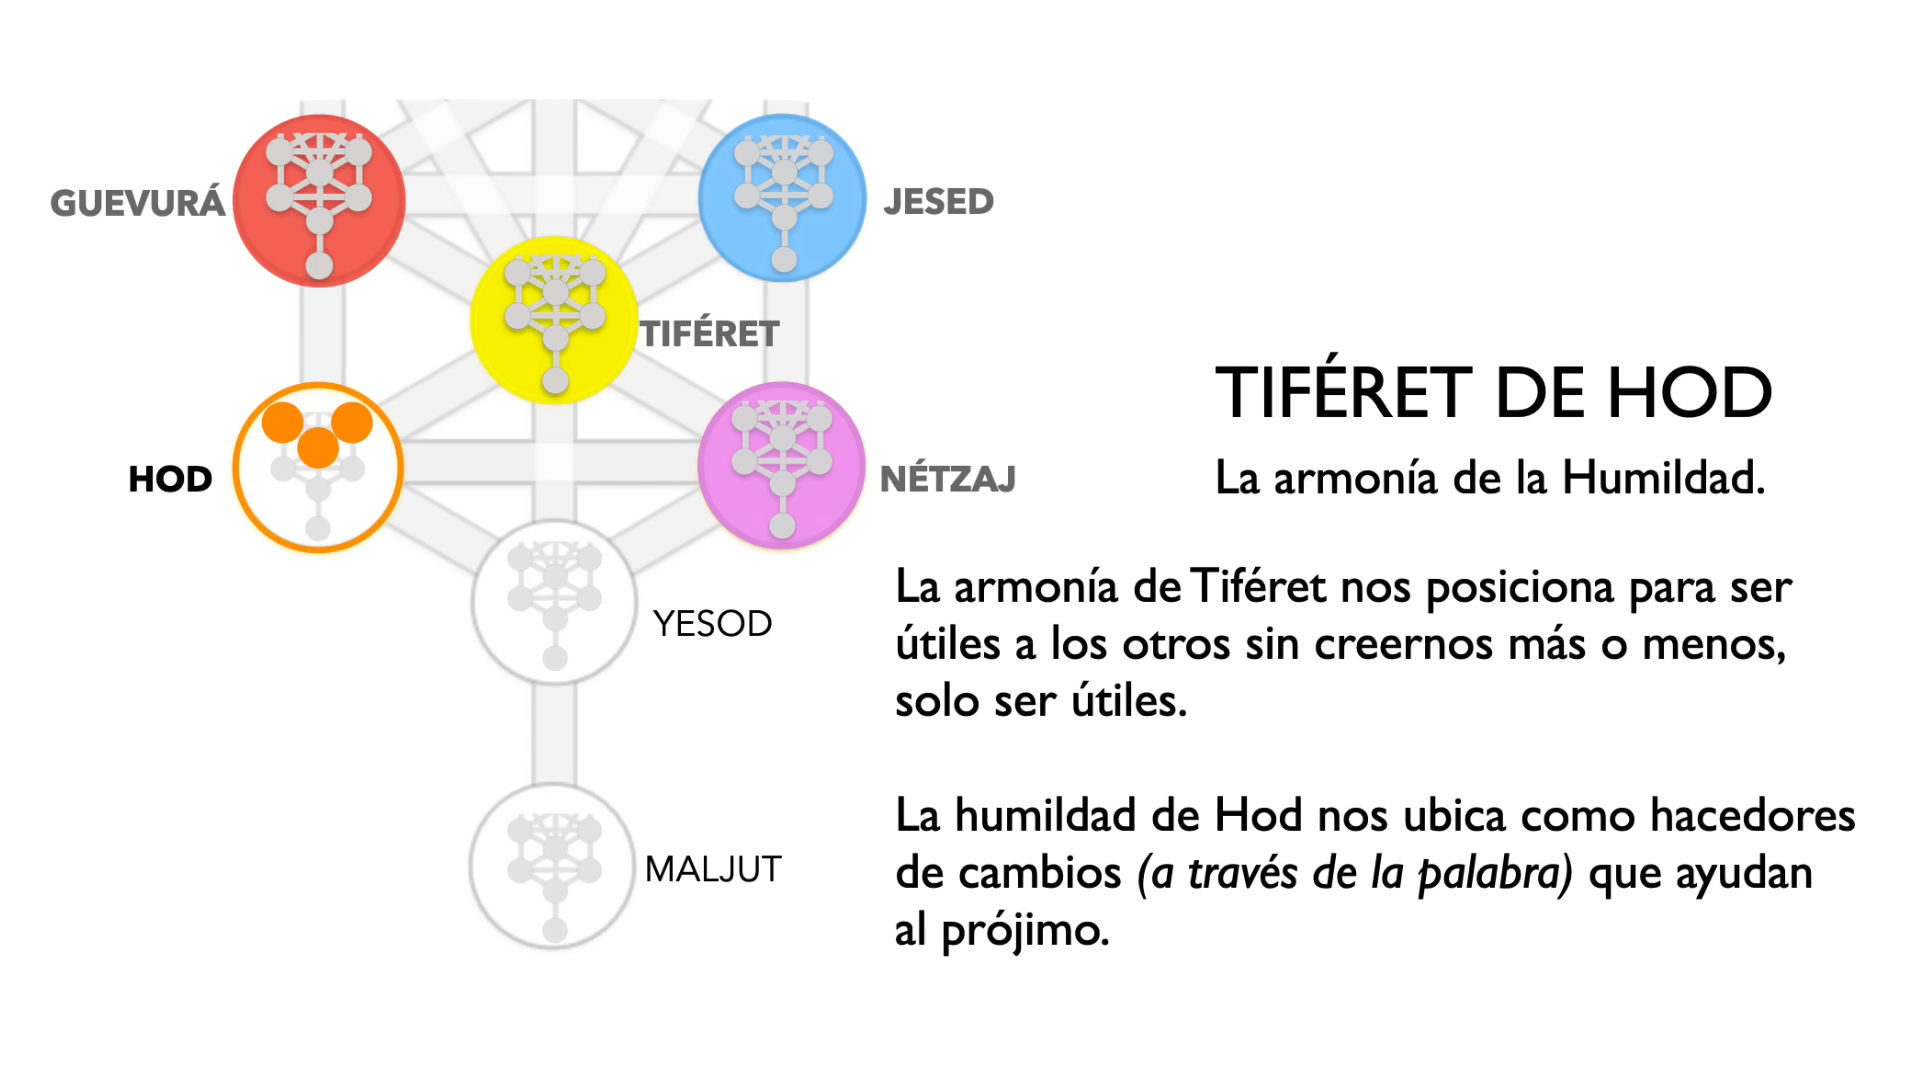 GUEVURÁ
JESED
TIFÉRET
HOD
NÉTZAJ
YESOD
MALJUT
TIFÉRET DE HOD
La armonía de la Humildad.
La armonía de Tiféret nos posiciona para ser
útiles a los otros sin creernos más o menos,
solo ser útiles.
La humildad de Hod nos ubica como hacedores
de cambios (a través de la palabra) que ayudan
al prójimo.